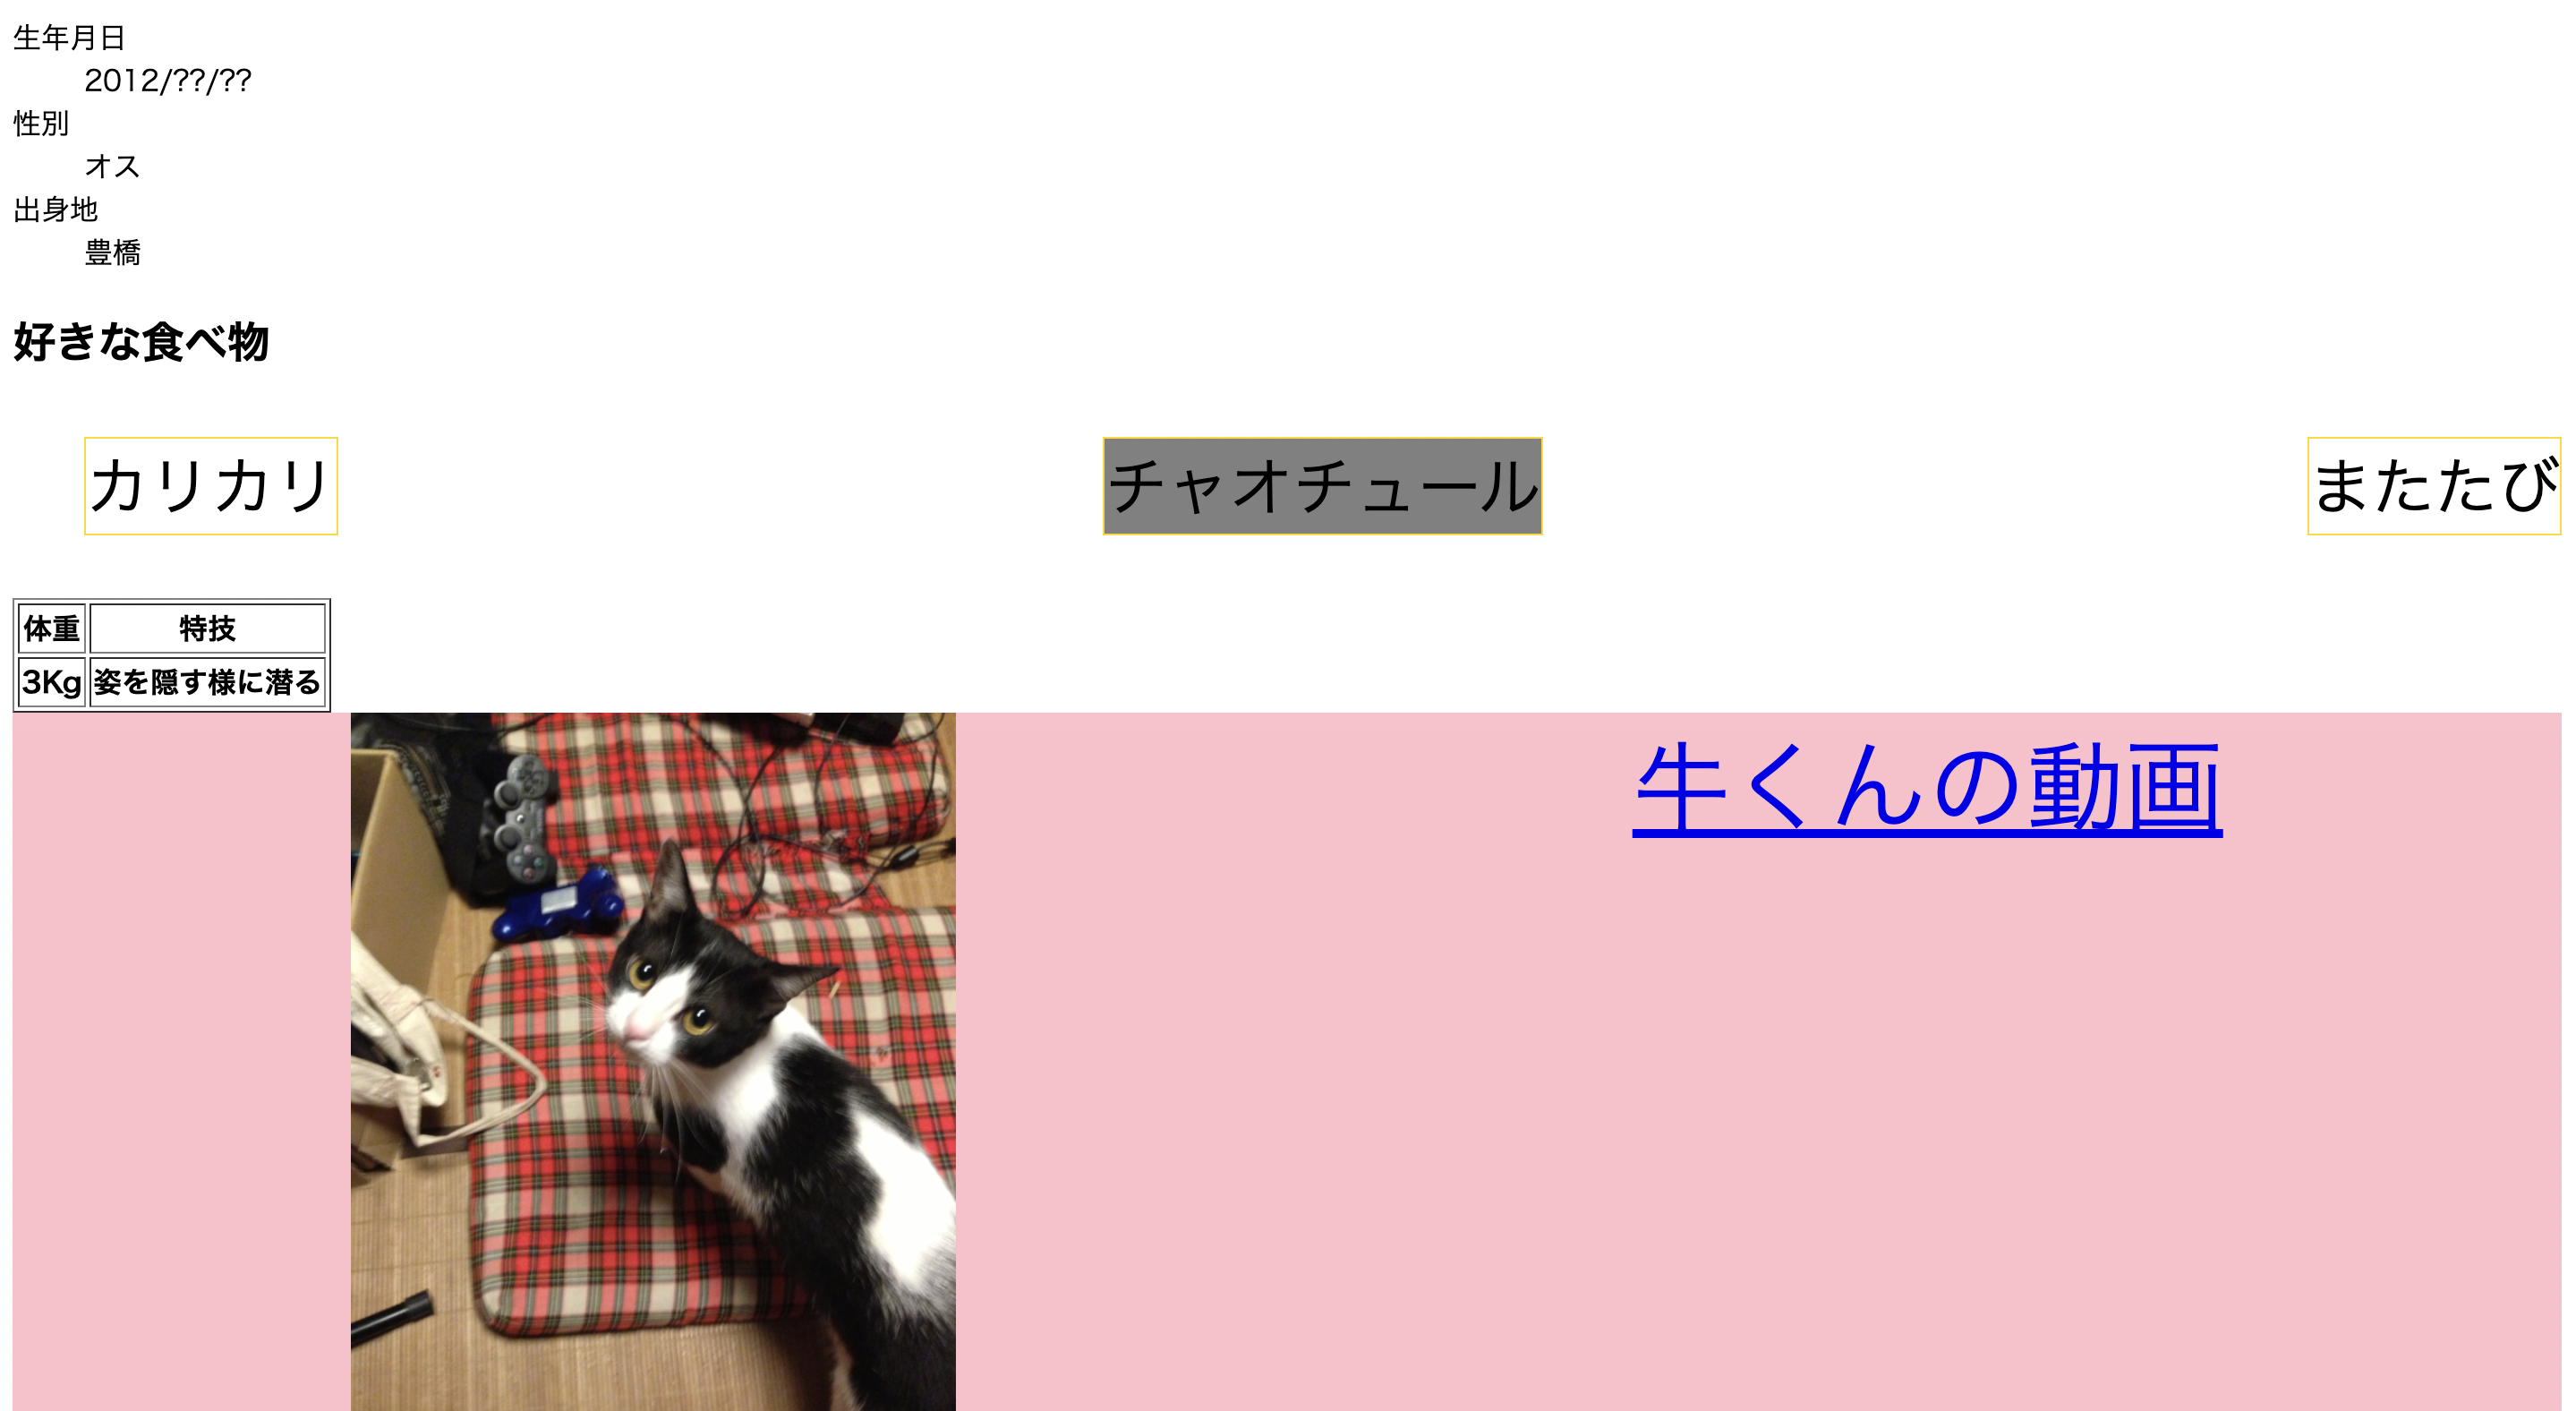 生年月日
2012/??/??
性別
オス
出身地
豊橋
好きな食べ物
カリカリ
チャオチュール
またたび
体重 特技
3Kg 姿を隠す様に潜る
牛くんの動画